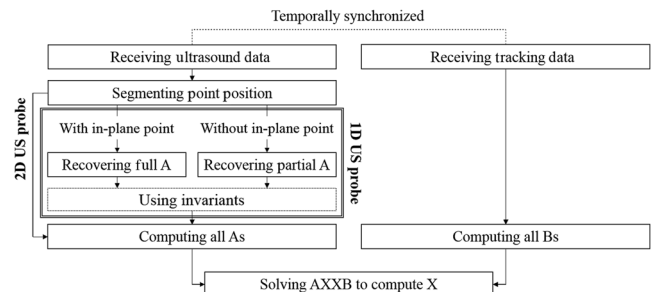 Temporally synchronized
Receiving ultrasound data
Receiving tracking data
Segmenting point position
2D US probe
With in-plane point
Without in-plane point
1D US probe
Recovering full A
Recovering partial A
Using invariants
Computing all As
Computing all Bs
Solving AXXB to compute X